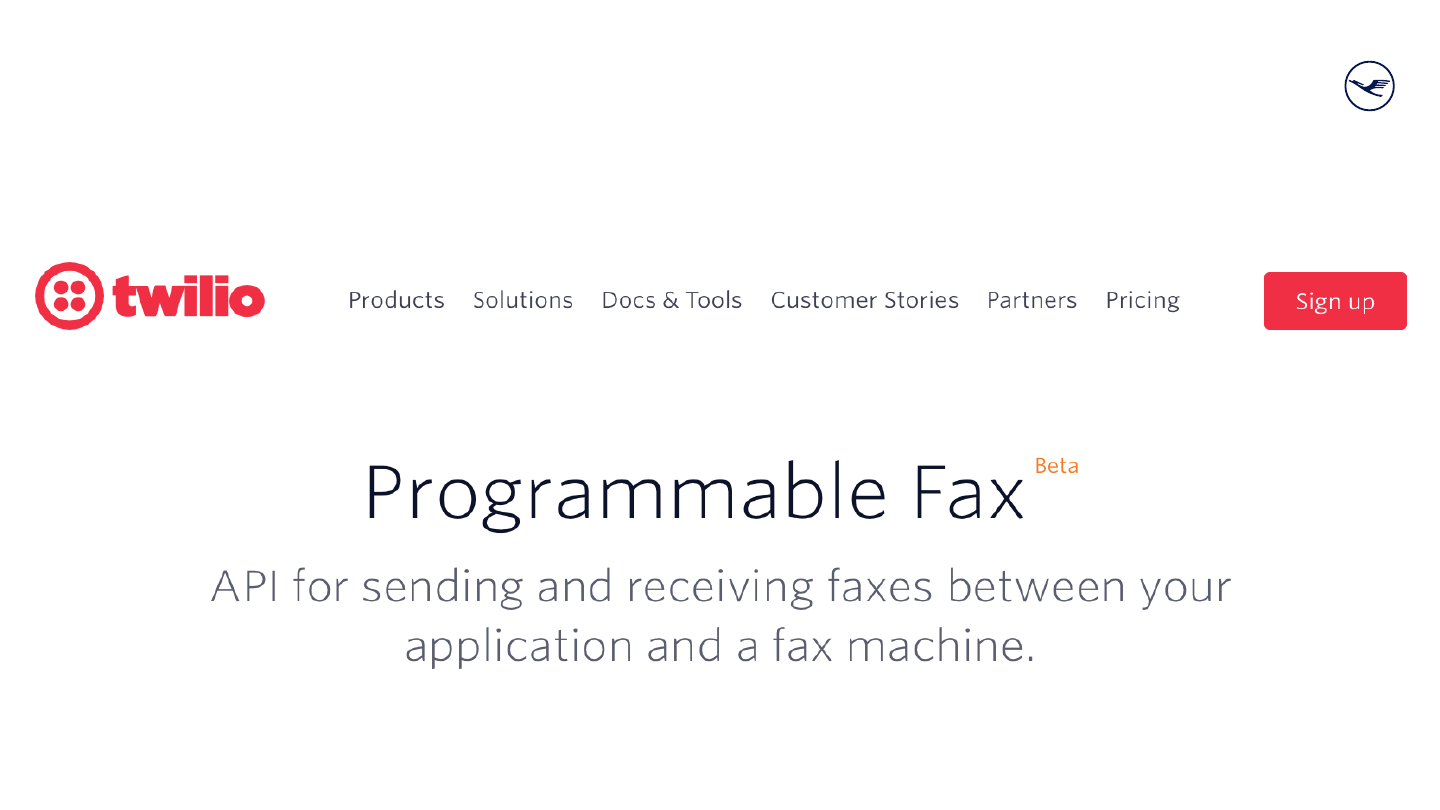 twilio
Products Solutions Docs & Tools Customer Stories Partners Pricing
Sign up
Programmable Fax Beta
API for sending and receiving faxes between your
application and a fax machine.